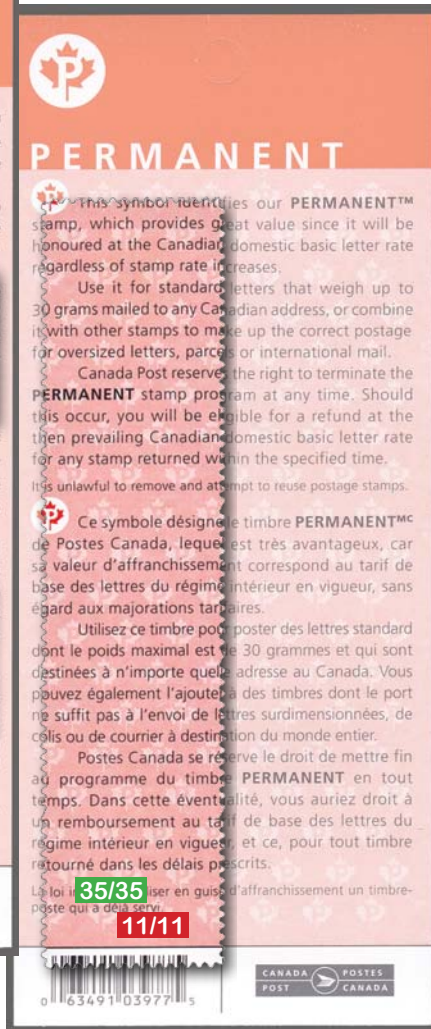 P
PERMANENT
This symbol identifies our PERMANENT™
stamp, which provides great value since it will be
honoured at the Canadian domestic basic letter rate
regardless of stamp rate increases.
Use it for standard letters that weigh up to
30 grams mailed to any Canadian address, or combine
it with other stamps to make up the correct postage
for oversized letters, parcels or international mail.
Canada Post reserves the right to terminate the
PERMANENT stamp program at any time. Should
this occur, you will be eligible for a refund at the
then prevailing Canadian domestic basic letter rate
for any stamp returned within the specified time.
It is unlawful to remove and attempt to reuse postage stamps.
P Ce symbole désigne le timbre PERMANENTᴹᶜ
de Postes Canada, lequel est très avantageux, car
sa valeur d'affranchissement correspond au tarif de
base des lettres du régime intérieur en vigueur, sans
égard aux majorations tarifaires.
Utilisez ce timbre pour poster des lettres standard
dont le poids maximal est de 30 grammes et qui sont
destinées à n'importe quelle adresse au Canada. Vous
pouvez également l'ajouter à des timbres dont le port
ne suffit pas à l'envoi de lettres surdimensionnées, de
colis ou de courrier à destination du monde entier.
Postes Canada se réserve le droit de mettre fin
au programme du timbre PERMANENT en tout
temps. Dans cette éventualité, vous auriez droit à
un remboursement au tarif de base des lettres du
régime intérieur en vigueur, et ce, pour tout timbre
retourné dans les délais prescrits.
La loi 35/35 en guise d'affranchissement un timbre-
poste qui a déjà servi.
11/11
0 63491 03977 5
CANADA POSTES
POST CANADA